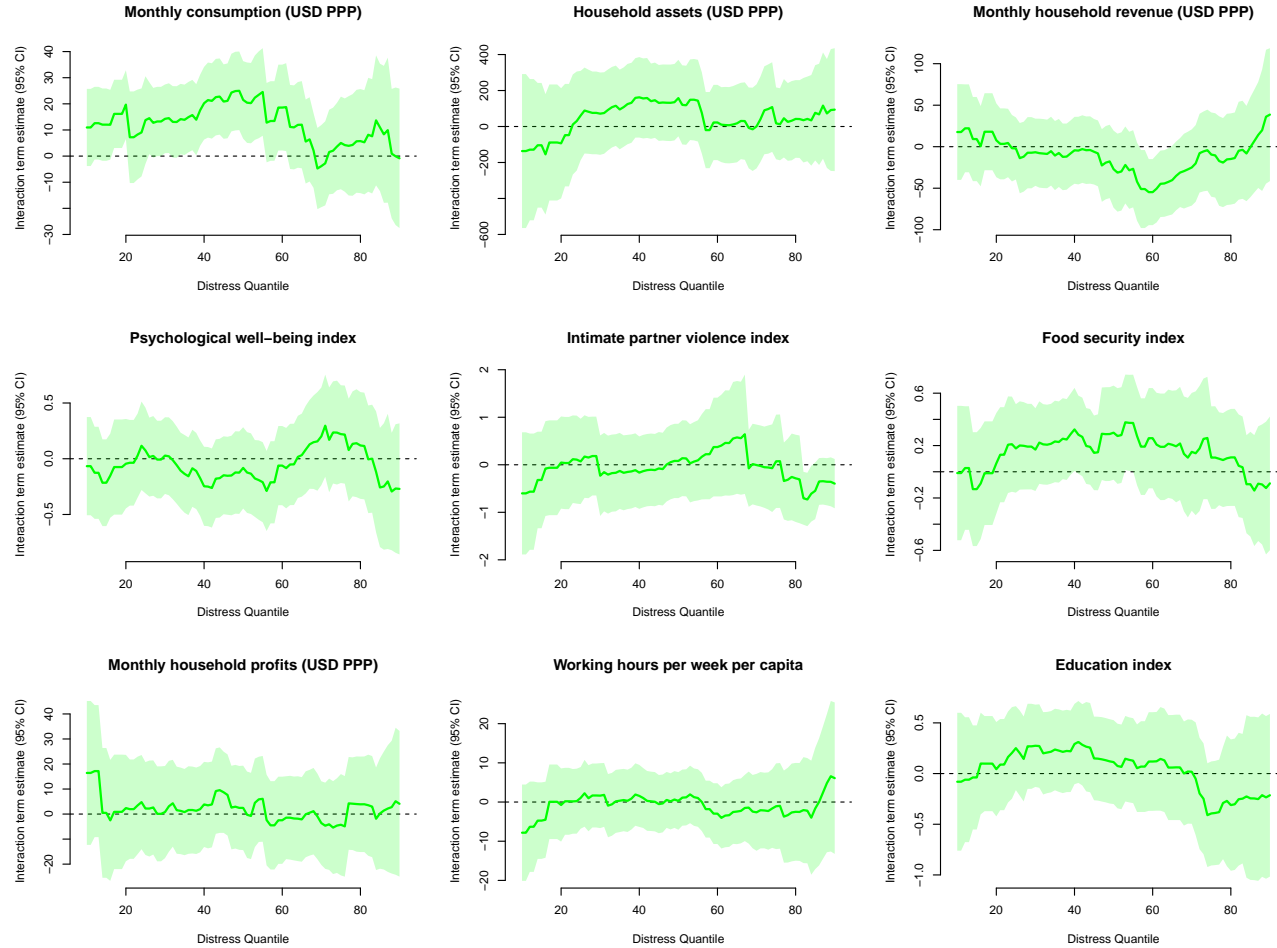 Monthly consumption (USD PPP)
Interaction term estimate (95% CI)
40
30
20
10
0
−10
−30
20 40 60 80
Distress Quantile
Household assets (USD PPP)
Interaction term estimate (95% CI)
400
200
0
−200
−600
20 40 60 80
Distress Quantile
Monthly household revenue (USD PPP)
Interaction term estimate (95% CI)
100
50
0
−50
−100
20 40 60 80
Distress Quantile
Psychological well−being index
Interaction term estimate (95% CI)
0.5
0.0
−0.5
20 40 60 80
Distress Quantile
Intimate partner violence index
Interaction term estimate (95% CI)
2
1
0
−1
−2
20 40 60 80
Distress Quantile
Food security index
Interaction term estimate (95% CI)
0.6
0.2
−0.2
−0.6
20 40 60 80
Distress Quantile
Monthly household profits (USD PPP)
Interaction term estimate (95% CI)
40
30
20
10
0
−20
20 40 60 80
Distress Quantile
Working hours per week per capita
Interaction term estimate (95% CI)
20
10
0
−10
−20
20 40 60 80
Distress Quantile
Education index
Interaction term estimate (95% CI)
0.5
0.0
−0.5
−1.0
20 40 60 80
Distress Quantile